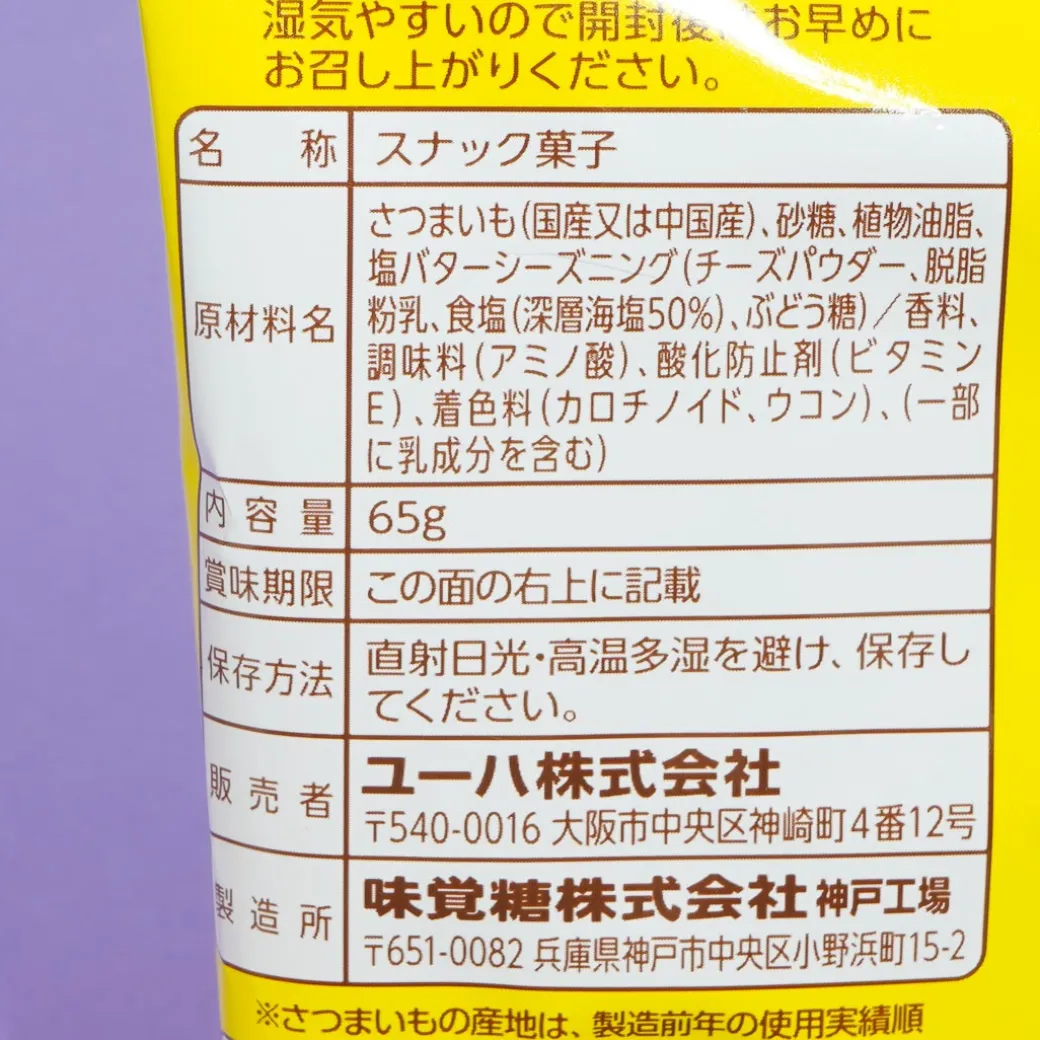 湿気やすいので開封後はお早めに
お召し上がりください。
名称 スナック菓子
原材料名
さつまいも(国産又は中国産)、砂糖、植物油脂、
塩バターシーズニング(チーズパウダー、脱脂
粉乳、食塩(深層海塩50%)、ぶどう糖)/香料、
調味料(アミノ酸)、酸化防止剤(ビタミン
E)、着色料(カロチノイド、ウコン)、(一部
に乳成分を含む)
内容量 65g
賞味期限 この面の右上に記載
保存方法
直射日光・高温多湿を避け、保存し
てください。
販売者
ユーハ株式会社
〒540-0016 大阪市中央区神崎町4番12号
製造所
味覚糖株式会社 神戸工場
〒651-0082 兵庫県神戸市中央区小野浜町15-2
※さつまいもの産地は、製造前年の使用実績順